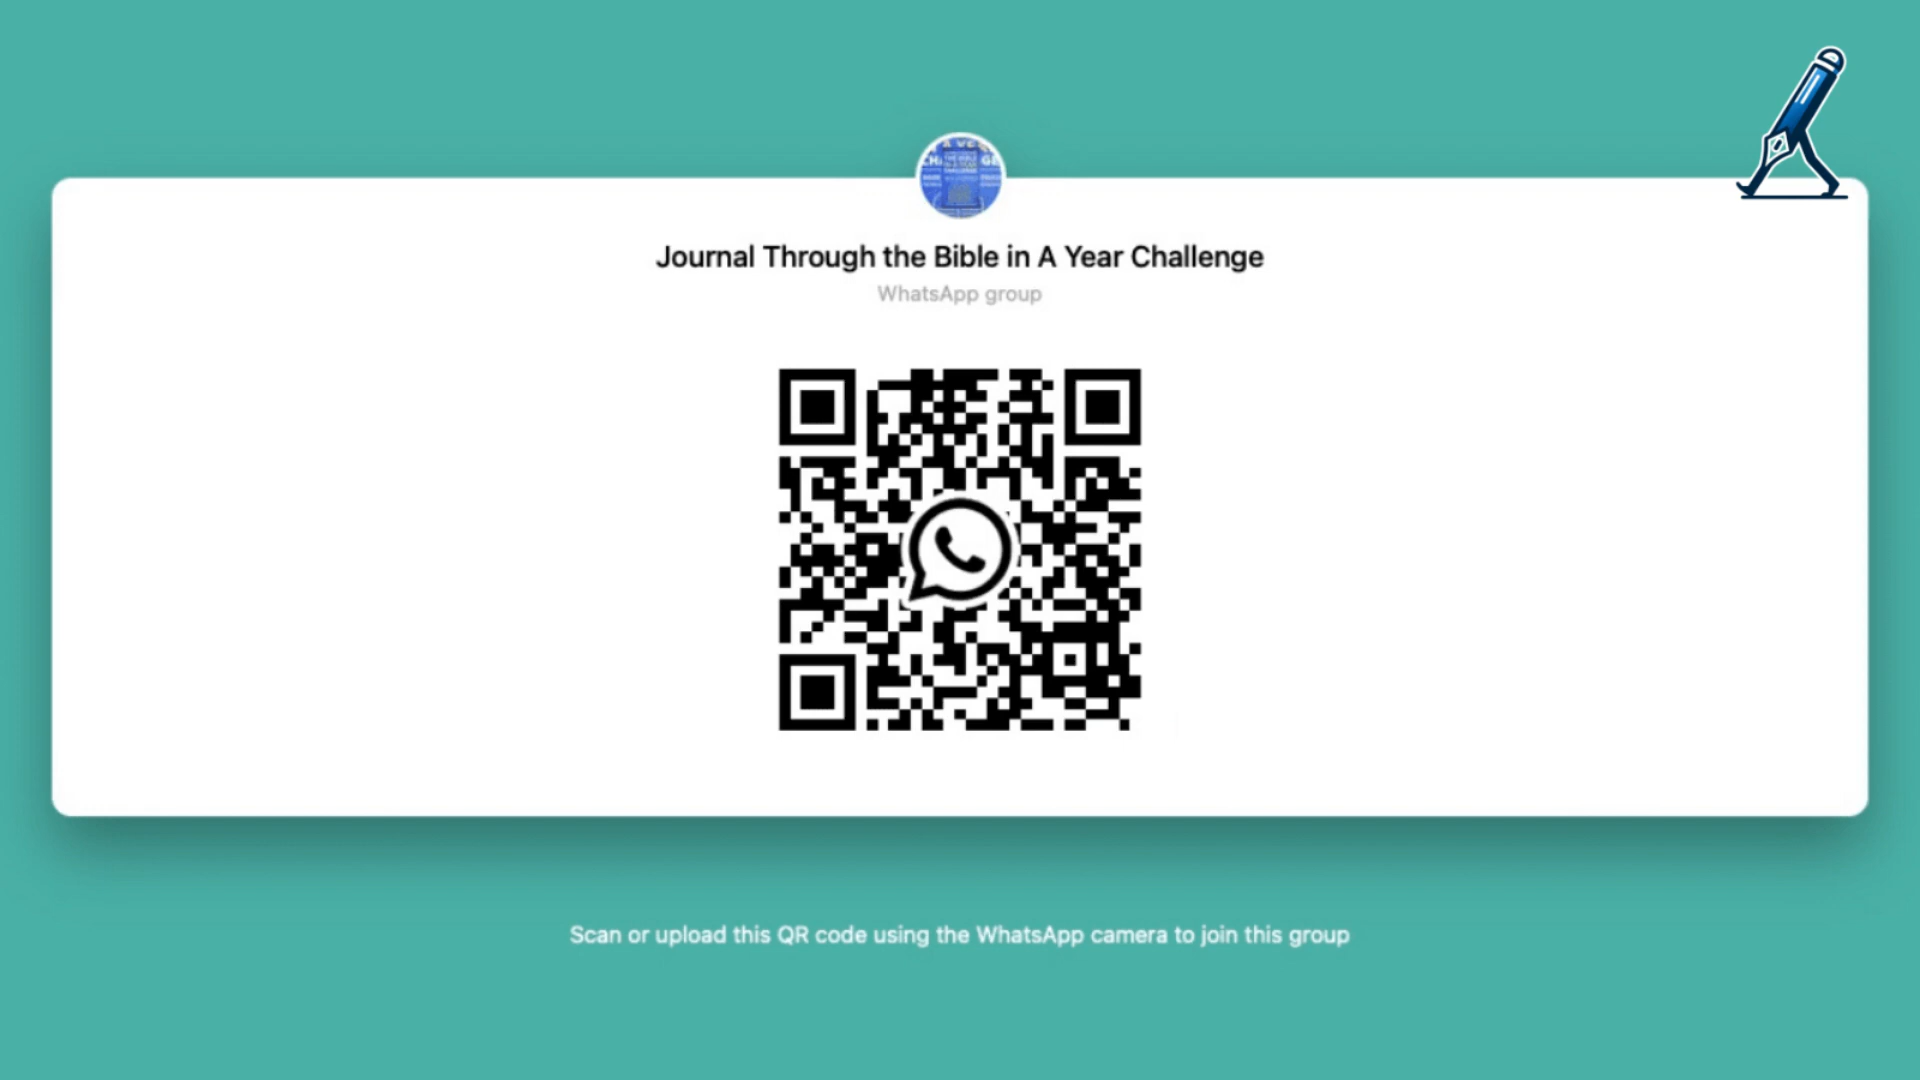 Journal Through the Bible in A Year Challenge
WhatsApp group
Scan or upload this QR code using the WhatsApp camera to join this group